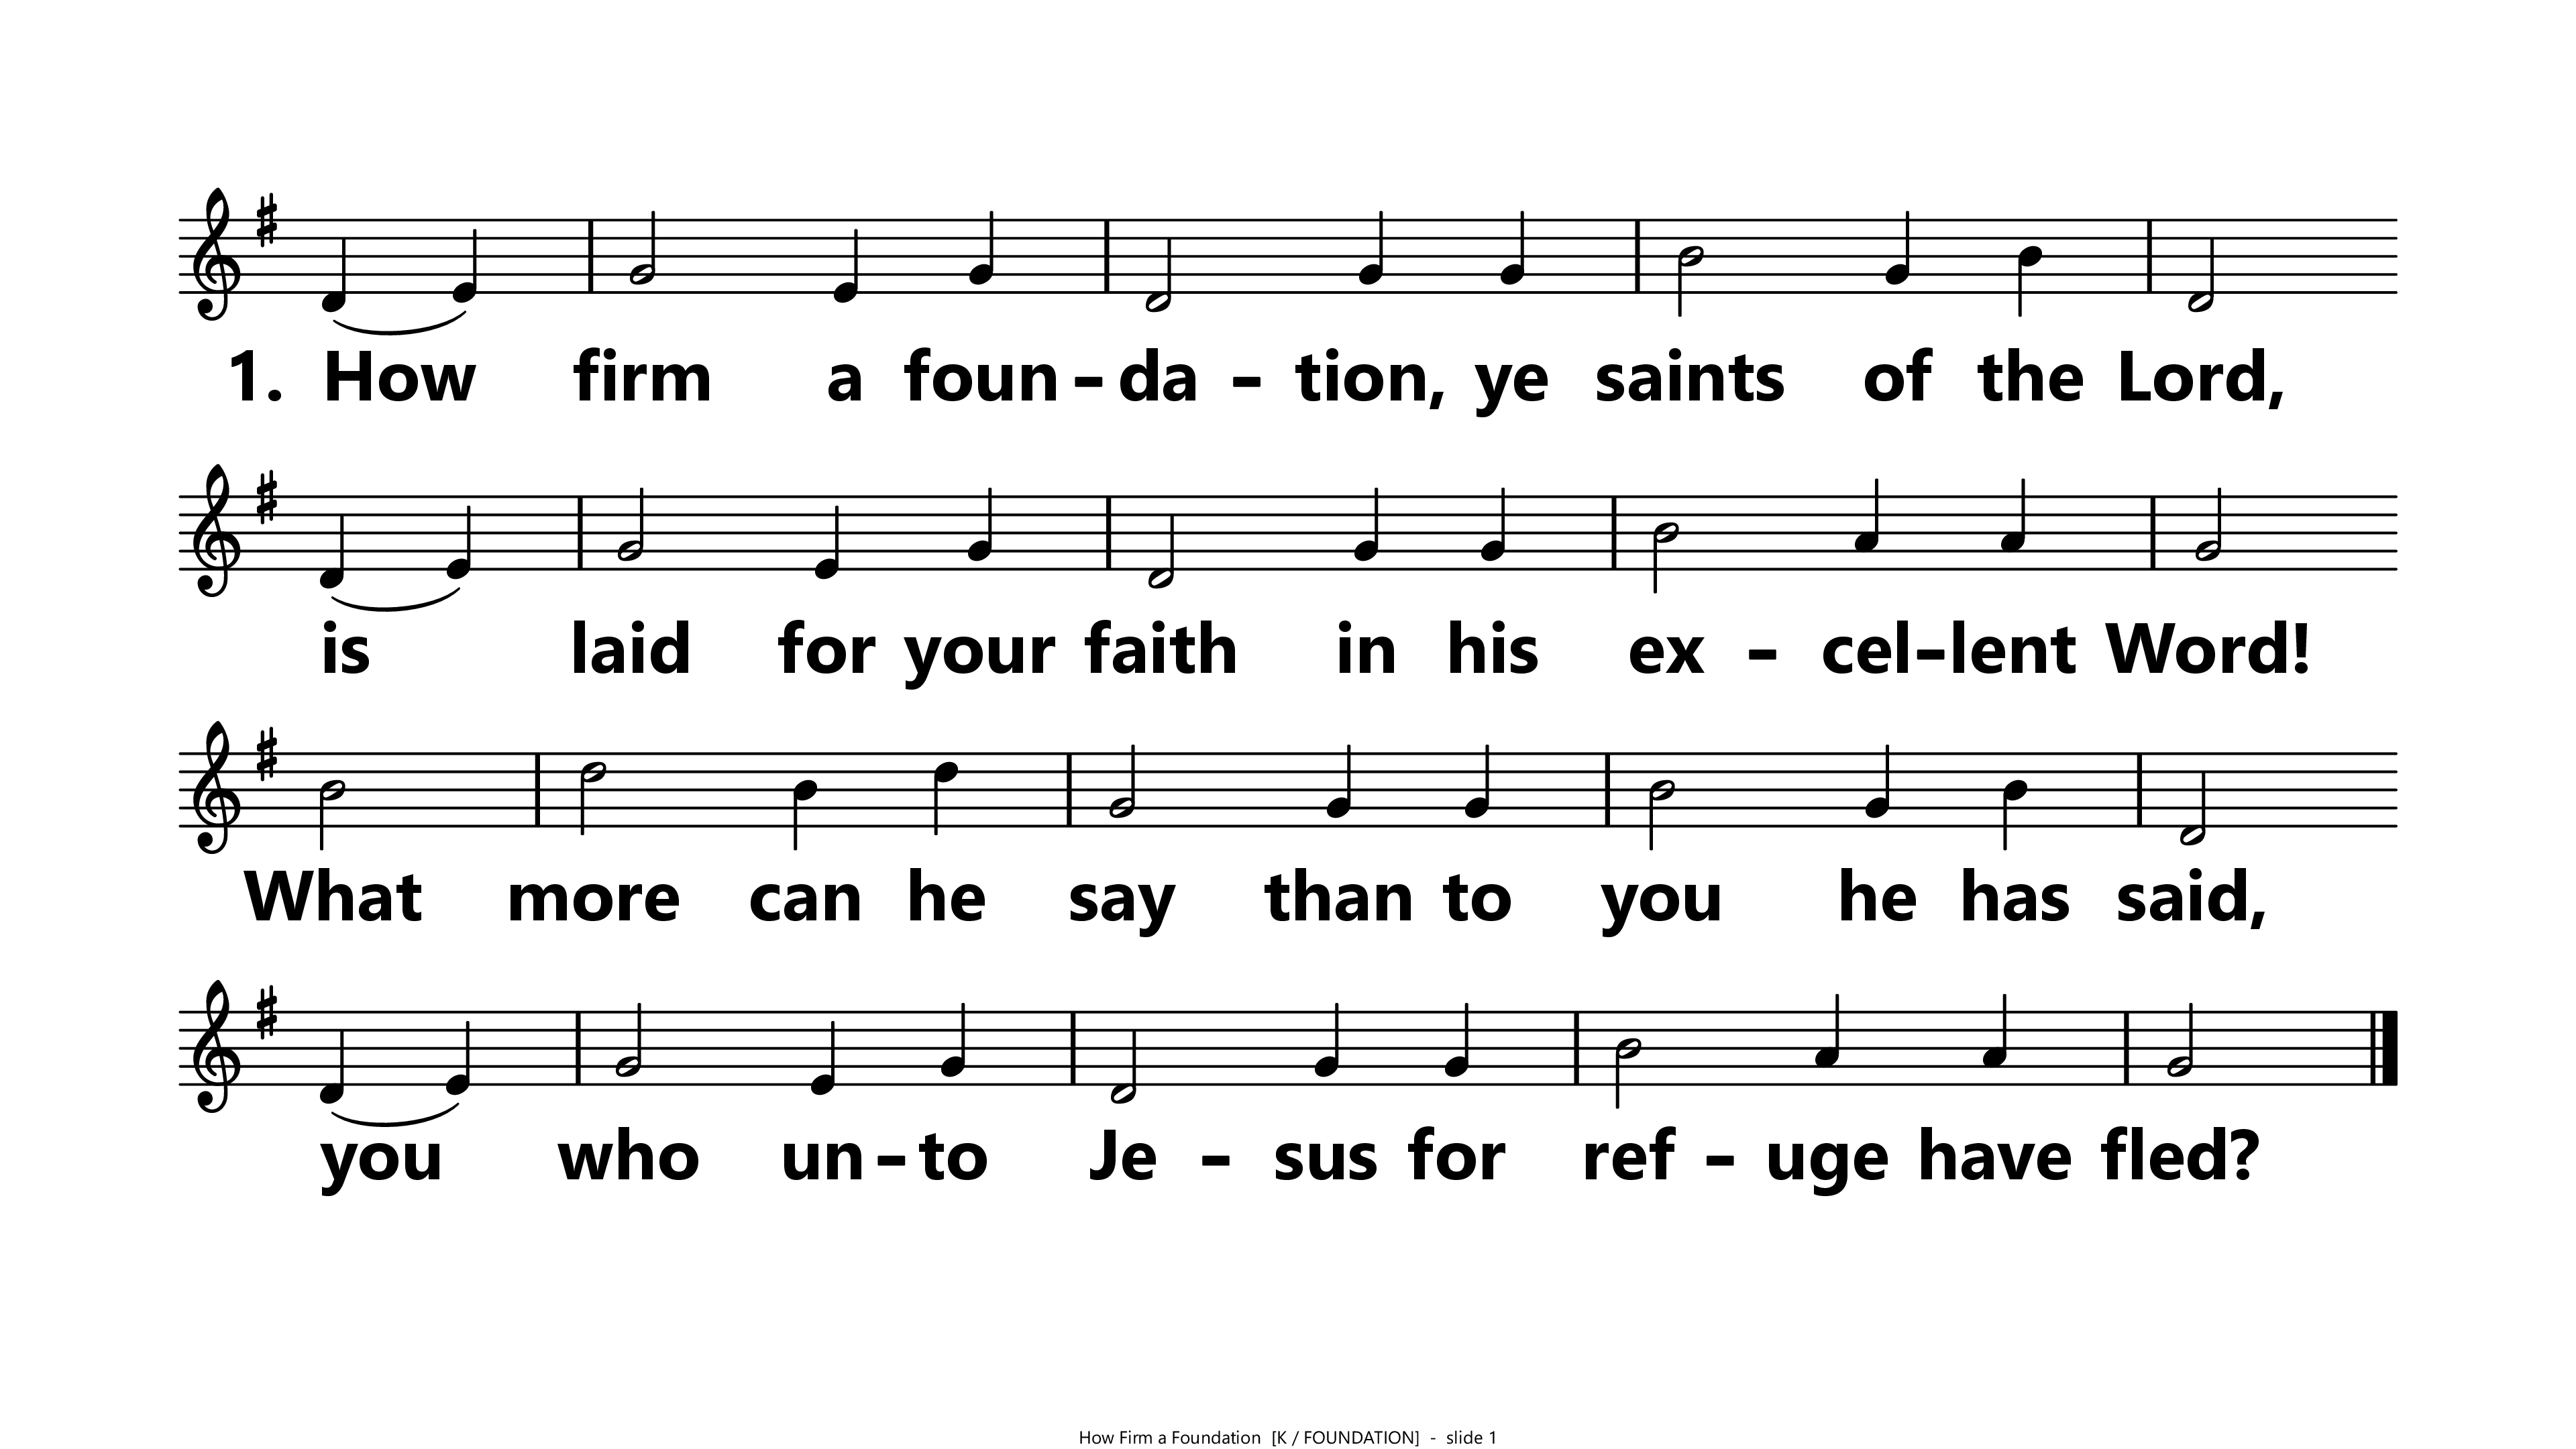 1. How firm a foun-da-tion, ye saints of the Lord,
is laid for your faith in his ex-cel-lent Word!
What more can he say than to you he has said,
you who un-to Je-sus for ref-uge have fled?
How Firm a Foundation [K / FOUNDATION] - slide 1